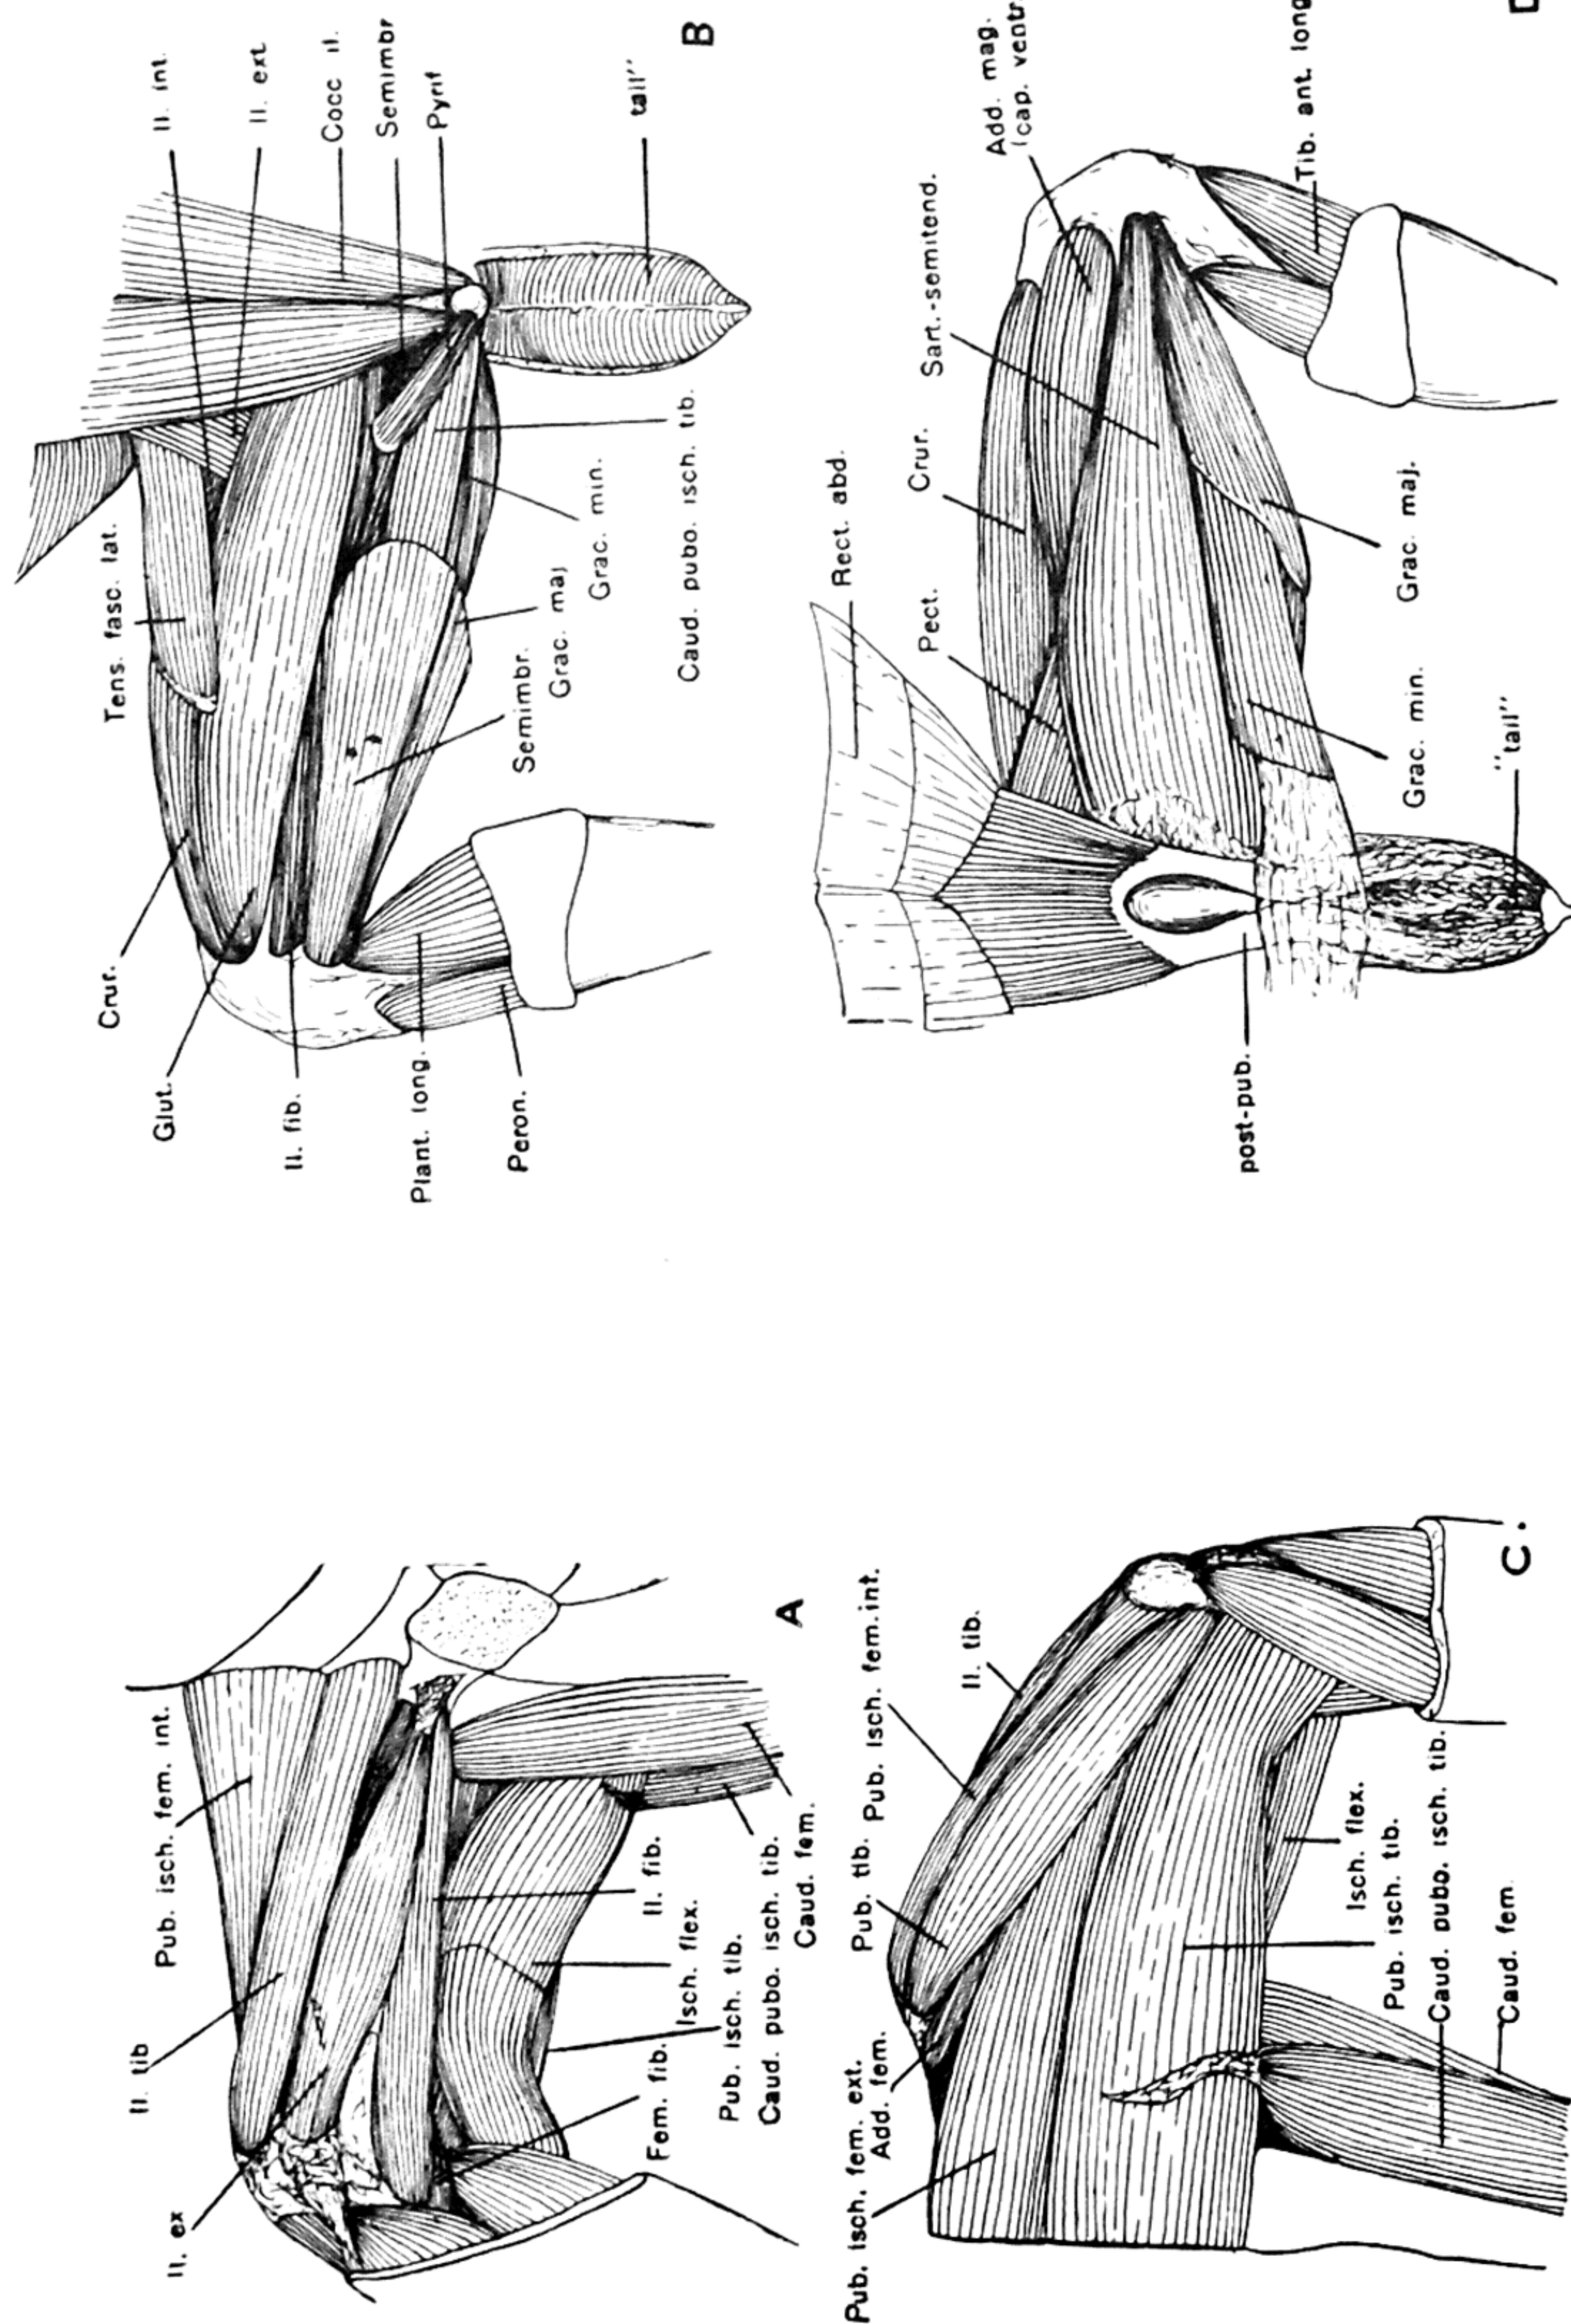 Pub. isch. fem. int.
Il. tib
Il. ex
Fem. fib.
Il. fib.
Isch. flex.
Pub. isch. tib.
Caud. pubo. isch. tib.
Caud. fem.
A
Il. int.
Il. ext
Cocc il.
Semimbr
Pyrif
tail"
Tens. fasc. lat.
Crur.
Glut.
Il. fib.
Plant. long.
Peron.
Semimbr.
Grac. maj
Grac. min.
Caud. pubo. isch. tib.
B
Il. tib.
Pub. isch. fem. int.
Pub. tib.
Add. fem.
Pub. isch. fem. ext.
Isch. flex.
Pub. isch. tib.
Caud. pubo. isch. tib.
Caud. fem.
C.
Add. mag.
(cap. ventr
Sart.-semitend.
Crur.
Pect.
Rect. abd.
Tib. ant. long
Grac. maj.
Grac. min.
"tail"
post-pub.
D